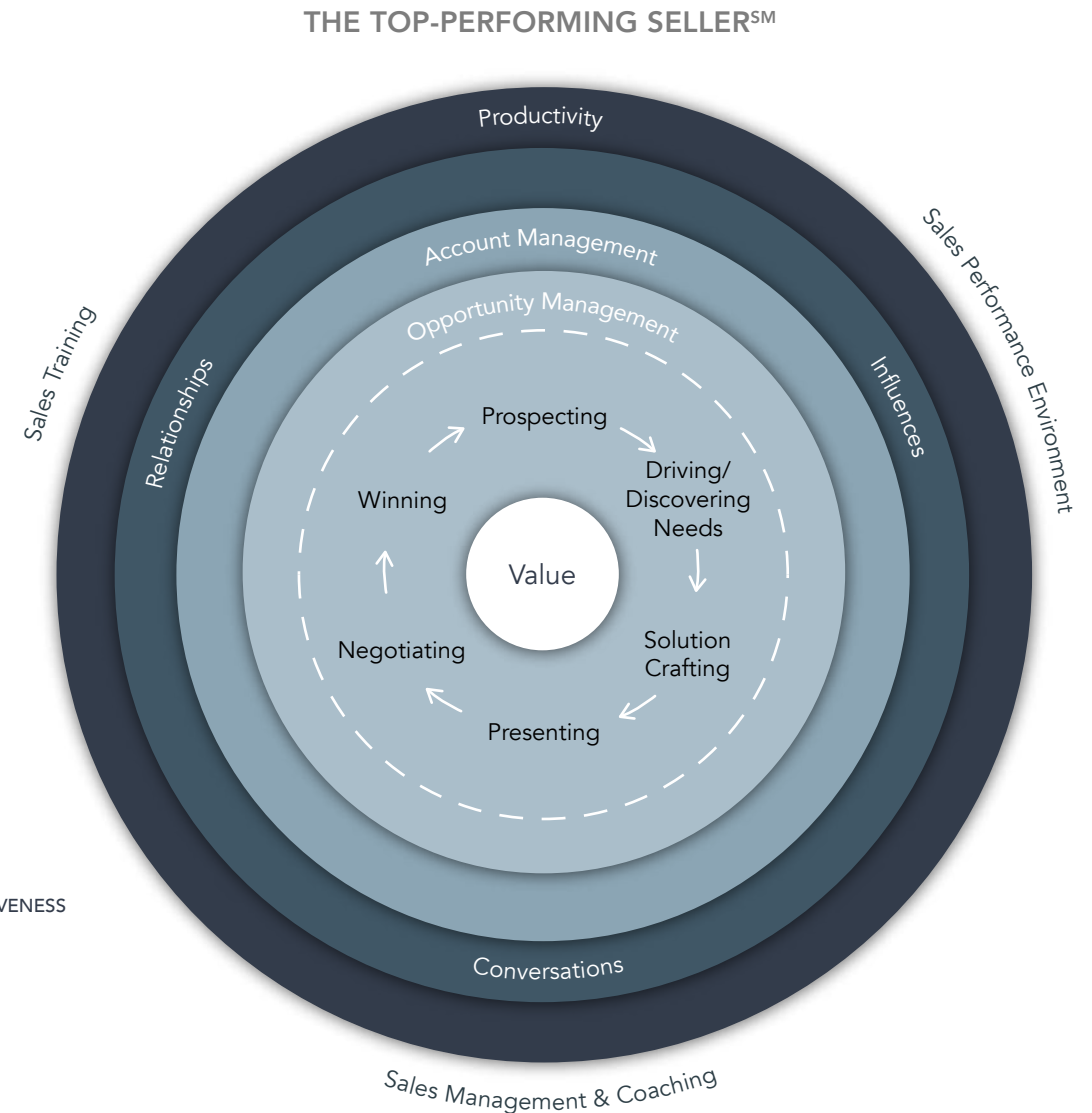 THE TOP-PERFORMING SELLER℠
Productivity
Sales Performance Environment
Account Management
Sales Training
Opportunity Management
Relationships
Influences
Prospecting
Driving/
Discovering
Needs
Winning
Value
Solution
Crafting
Negotiating
Presenting
VENESS
Conversations
Sales Management & Coaching